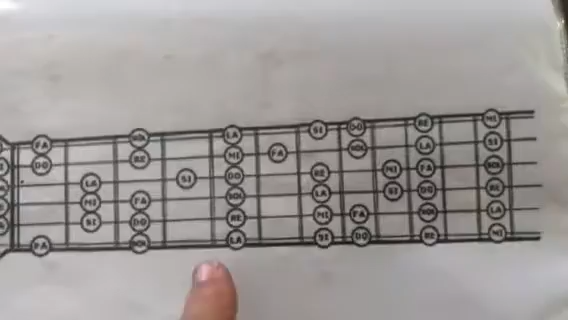 FA SOL LA SI DO RE MI
DO RE MI FA SOL LA SI
LA SI DO RE MI FA SOL
MI FA SOL LA SI DO RE
SI DO RE MI FA SOL LA
FA SOL LA SI DO RE MI